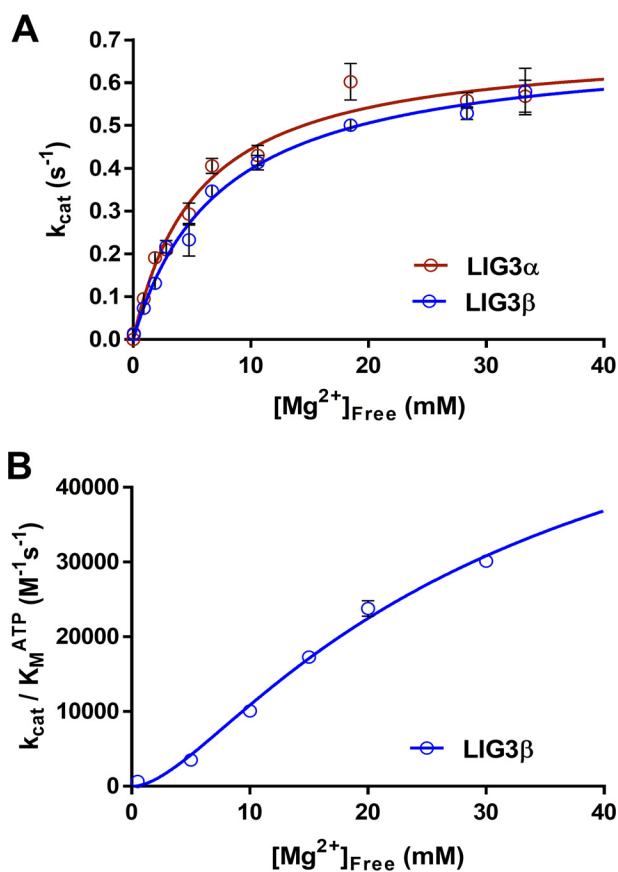 A
0.7
0.6
0.5
0.4
0.3
0.2
0.1
0.0
kcat (s-1)
LIG3α
LIG3β
0 10 20 30 40
[Mg2+]Free (mM)
B
40000
30000
20000
10000
0
kcat / KMATP (M-1s-1)
LIG3β
0 10 20 30 40
[Mg2+]Free (mM)